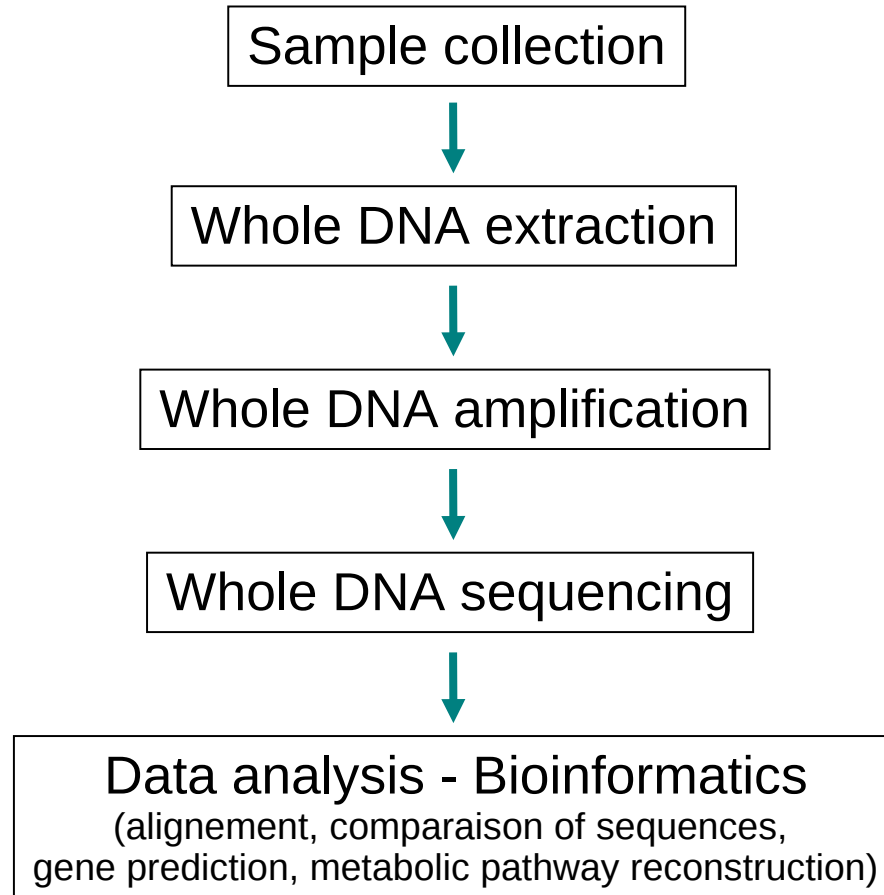 Sample collection
Whole DNA extraction
Whole DNA amplification
Whole DNA sequencing
Data analysis - Bioinformatics
(alignement, comparaison of sequences,
gene prediction, metabolic pathway reconstruction)